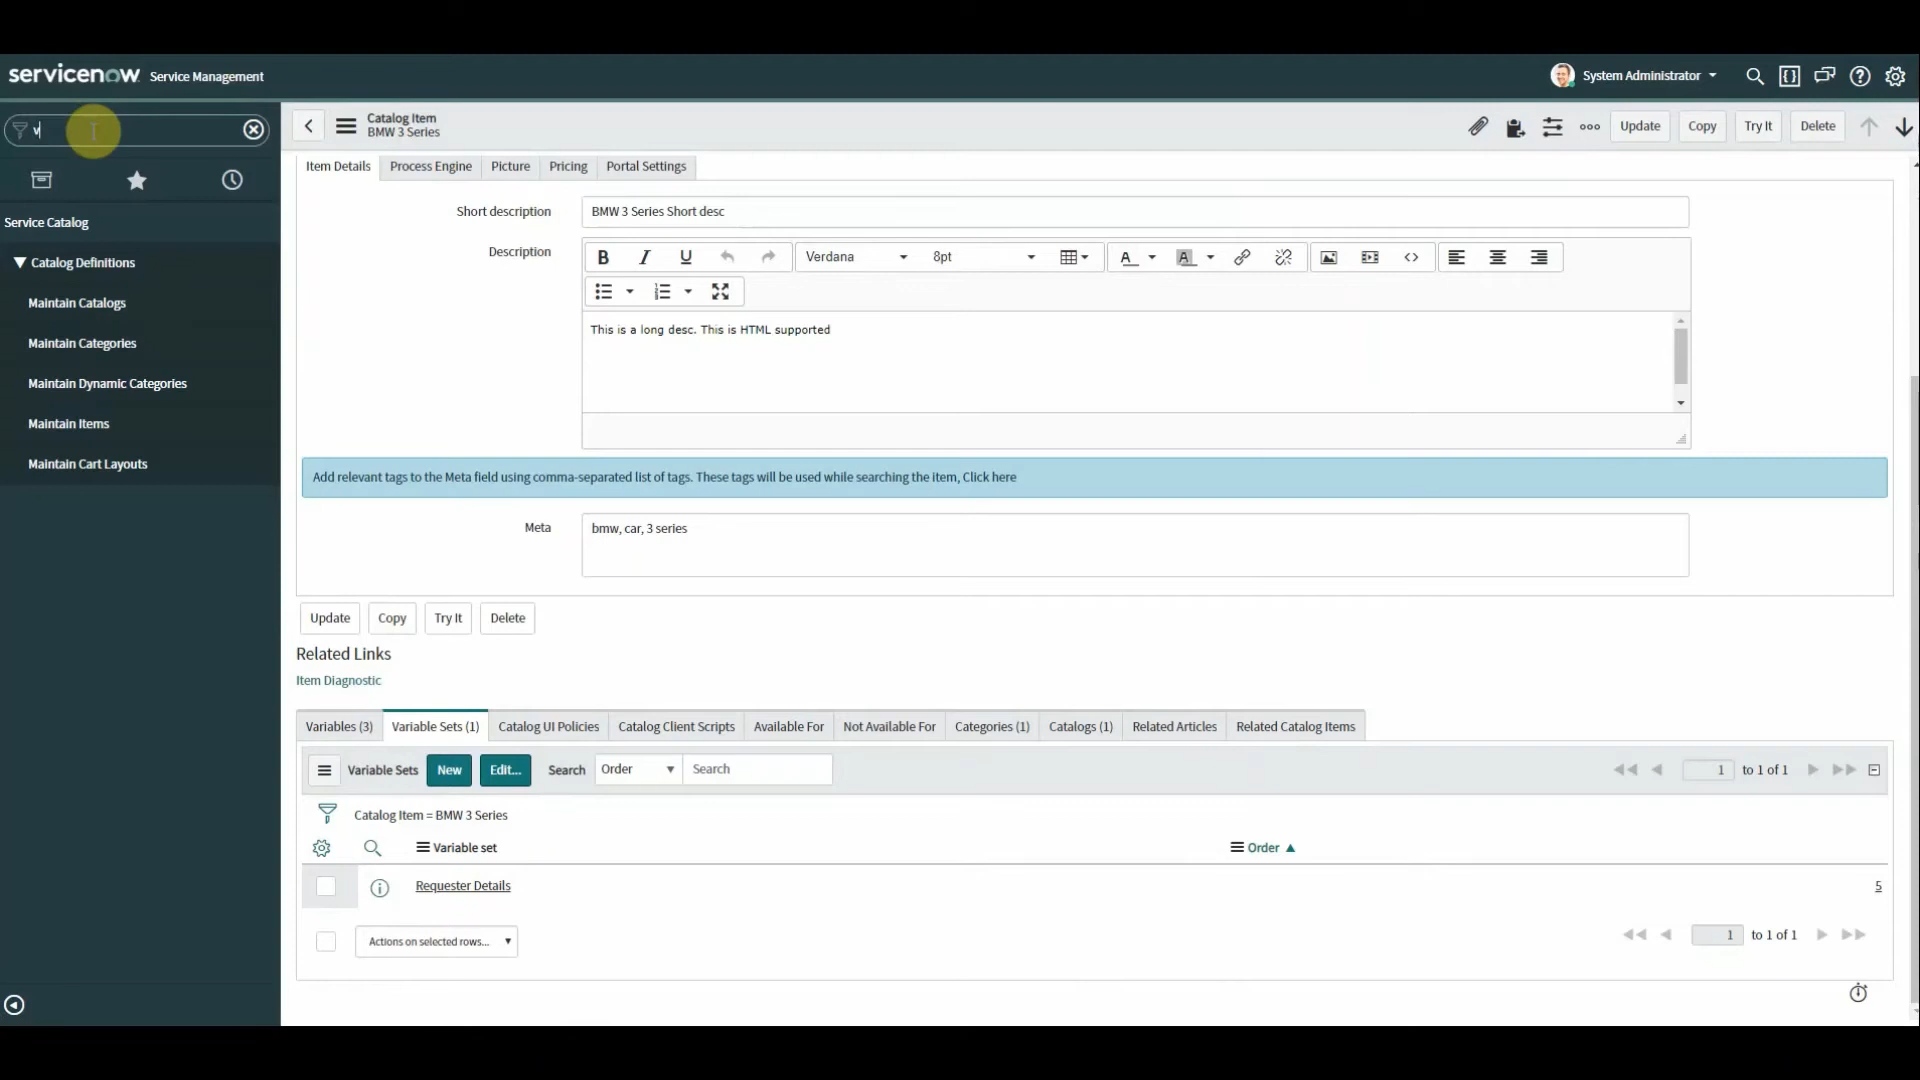 servicenow Service Management
System Administrator
v
Service Catalog
Catalog Definitions
Maintain Catalogs
Maintain Categories
Maintain Dynamic Categories
Maintain Items
Maintain Cart Layouts
Catalog Item
BMW 3 Series
Update Copy Try It Delete
Item Details Process Engine Picture Pricing Portal Settings
Short description BMW 3 Series Short desc
Description B I U Verdana 8pt A A
This is a long desc. This is HTML supported
Add relevant tags to the Meta field using comma-separated list of tags. These tags will be used while searching the item, Click here
Meta bmw, car, 3 series
Update Copy Try It Delete
Related Links
Item Diagnostic
Variables (3) Variable Sets (1) Catalog UI Policies Catalog Client Scripts Available For Not Available For Categories (1) Catalogs (1) Related Articles Related Catalog Items
Variable Sets New Edit... Search Order Search 1 to 1 of 1
Catalog Item = BMW 3 Series
Variable set Order
Requester Details 5
Actions on selected rows... 1 to 1 of 1